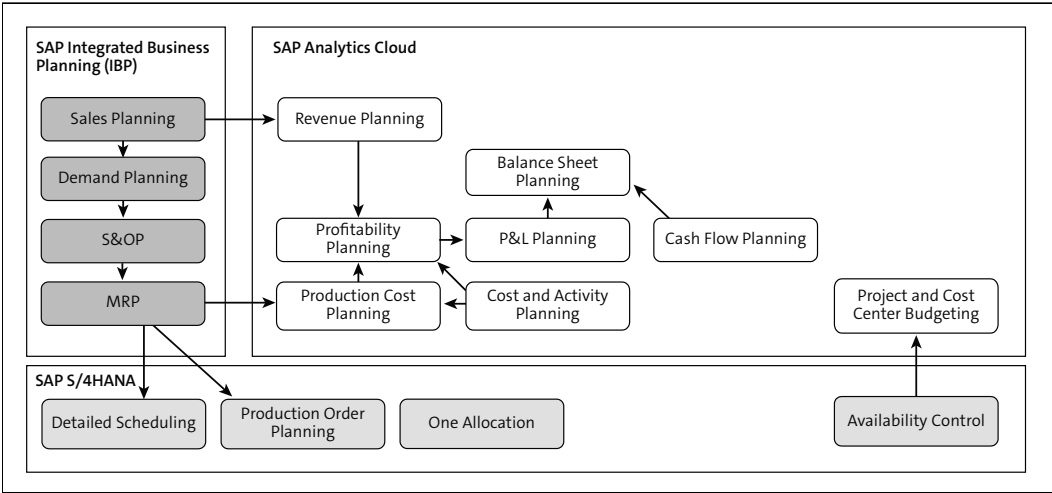 SAP Integrated Business
Planning (IBP)
Sales Planning
Demand Planning
S&OP
MRP
SAP Analytics Cloud
Revenue Planning
Balance Sheet
Planning
Profitability
Planning
P&L Planning
Cash Flow Planning
Production Cost
Planning
Cost and Activity
Planning
Project and Cost
Center Budgeting
SAP S/4HANA
Detailed Scheduling
Production Order
Planning
One Allocation
Availability Control